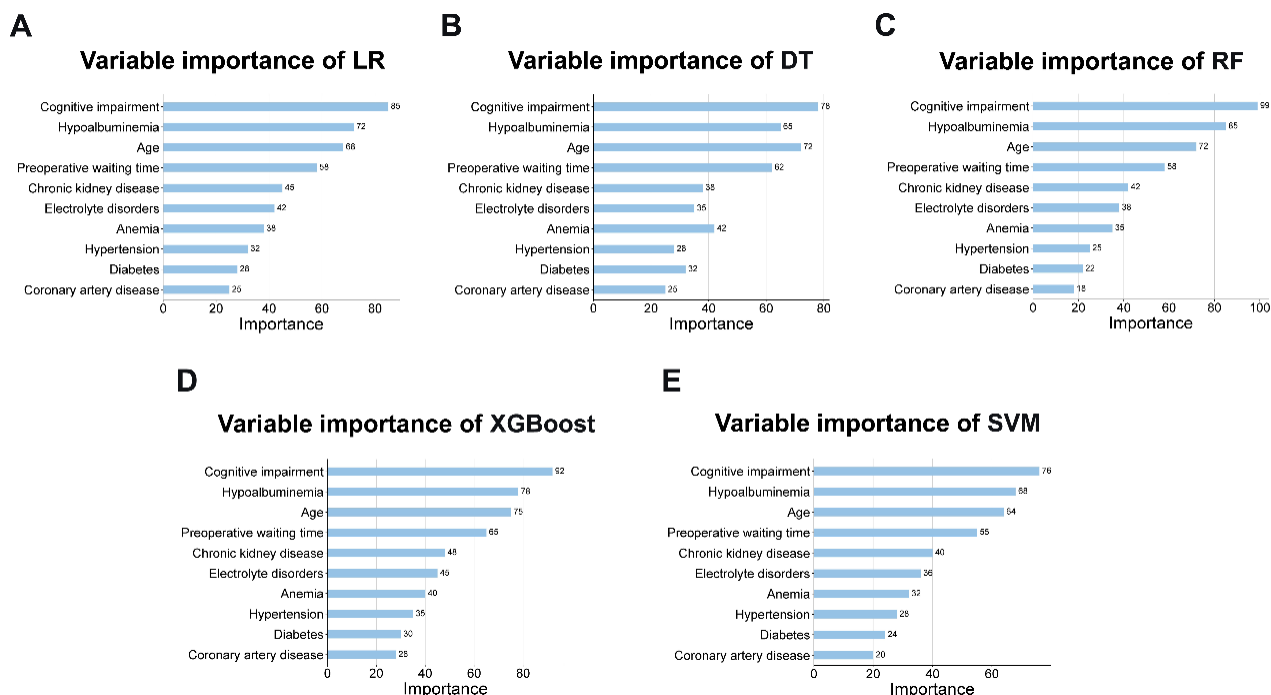 A
Variable importance of LR
Cognitive impairment 85
Hypoalbuminemia 72
Age 68
Preoperative waiting time 58
Chronic kidney disease 45
Electrolyte disorders 42
Anemia 38
Hypertension 32
Diabetes 28
Coronary artery disease 25
0 20 40 60 80
Importance
B
Variable importance of DT
Cognitive impairment 78
Hypoalbuminemia 65
Age 72
Preoperative waiting time 62
Chronic kidney disease 38
Electrolyte disorders 35
Anemia 42
Hypertension 28
Diabetes 32
Coronary artery disease 25
0 40 60 80
Importance
C
Variable importance of RF
Cognitive impairment 99
Hypoalbuminemia 85
Age 72
Preoperative waiting time 58
Chronic kidney disease 42
Electrolyte disorders 38
Anemia 35
Hypertension 25
Diabetes 22
Coronary artery disease 18
0 20 40 60 80 100
Importance
D
Variable importance of XGBoost
Cognitive impairment 92
Hypoalbuminemia 78
Age 75
Preoperative waiting time 65
Chronic kidney disease 48
Electrolyte disorders 45
Anemia 40
Hypertension 35
Diabetes 30
Coronary artery disease 28
0 20 40 60 80
Importance
E
Variable importance of SVM
Cognitive impairment 76
Hypoalbuminemia 68
Age 64
Preoperative waiting time 55
Chronic kidney disease 40
Electrolyte disorders 36
Anemia 32
Hypertension 28
Diabetes 24
Coronary artery disease 20
0 20 60
Importance